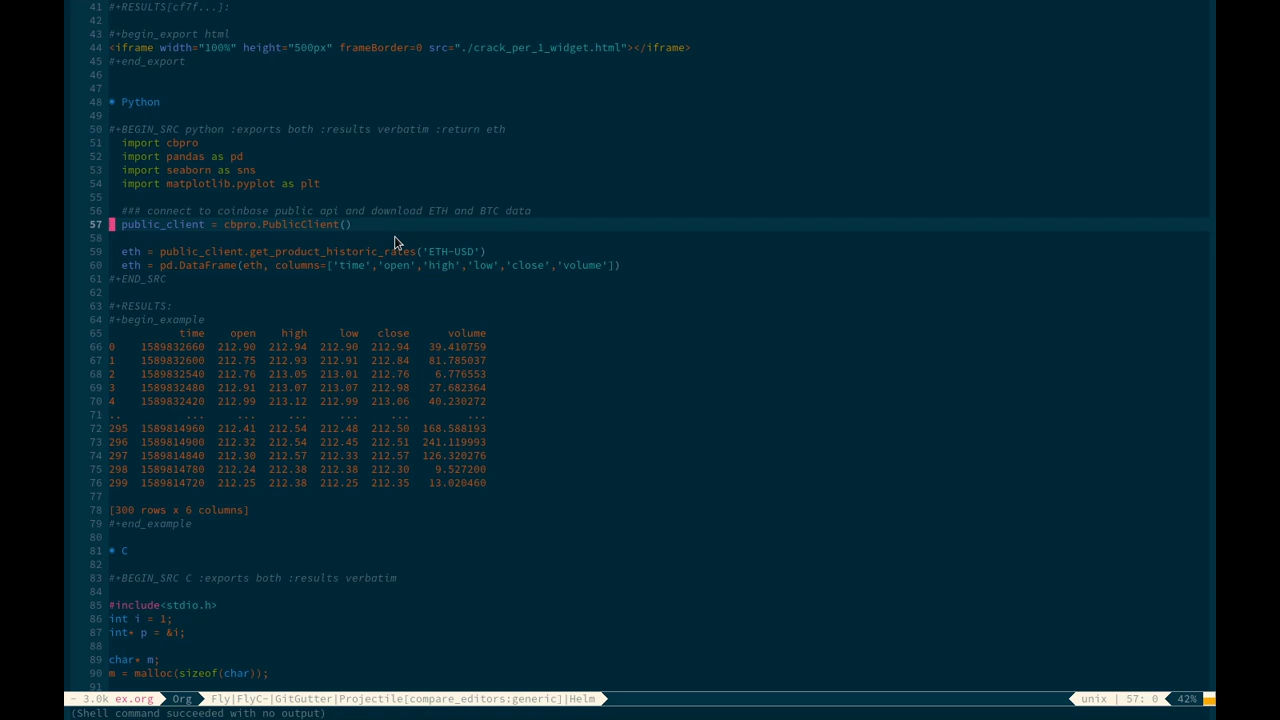 41 #+RESULTS[cf7f...]:
42
43 #+begin_export html
44 <iframe width="100%" height="500px" frameBorder=0 src="./crack_per_1_widget.html"></iframe>
45 #+end_export
46
47
48 * Python
49
50 #+BEGIN_SRC python :exports both :results verbatim :return eth
51 import cbpro
52 import pandas as pd
53 import seaborn as sns
54 import matplotlib.pyplot as plt
55
56 ### connect to coinbase public api and download ETH and BTC data
57 public_client = cbpro.PublicClient()
58
59 eth = public_client.get_product_historic_rates('ETH-USD')
60 eth = pd.DataFrame(eth, columns=['time','open','high','low','close','volume'])
61 #+END_SRC
62
63 #+RESULTS:
64 #+begin_example
65 time open high low close volume
66 0 1589832660 212.90 212.94 212.90 212.94 39.410759
67 1 1589832600 212.75 212.93 212.91 212.84 81.785037
68 2 1589832540 212.76 213.05 213.01 212.76 6.776553
69 3 1589832480 212.91 213.07 213.07 212.98 27.682364
70 4 1589832420 212.99 213.12 212.99 213.06 40.230272
71 .. ... ... ... ... ... ...
72 295 1589814960 212.41 212.54 212.48 212.50 168.588193
73 296 1589814900 212.32 212.54 212.45 212.51 241.119993
74 297 1589814840 212.30 212.57 212.33 212.57 126.320276
75 298 1589814780 212.24 212.38 212.38 212.30 9.527200
76 299 1589814720 212.25 212.38 212.25 212.35 13.020460
77
78 [300 rows x 6 columns]
79 #+end_example
80
81 * C
82
83 #+BEGIN_SRC C :exports both :results verbatim
84
85 #include<stdio.h>
86 int i = 1;
87 int* p = &i;
88
89 char* m;
90 m = malloc(sizeof(char));
91
- 3.0k ex.org Org Fly|FlyC-|GitGutter|Projectile[compare_editors:generic]|Helm unix | 57: 0 42%
(Shell command succeeded with no output)